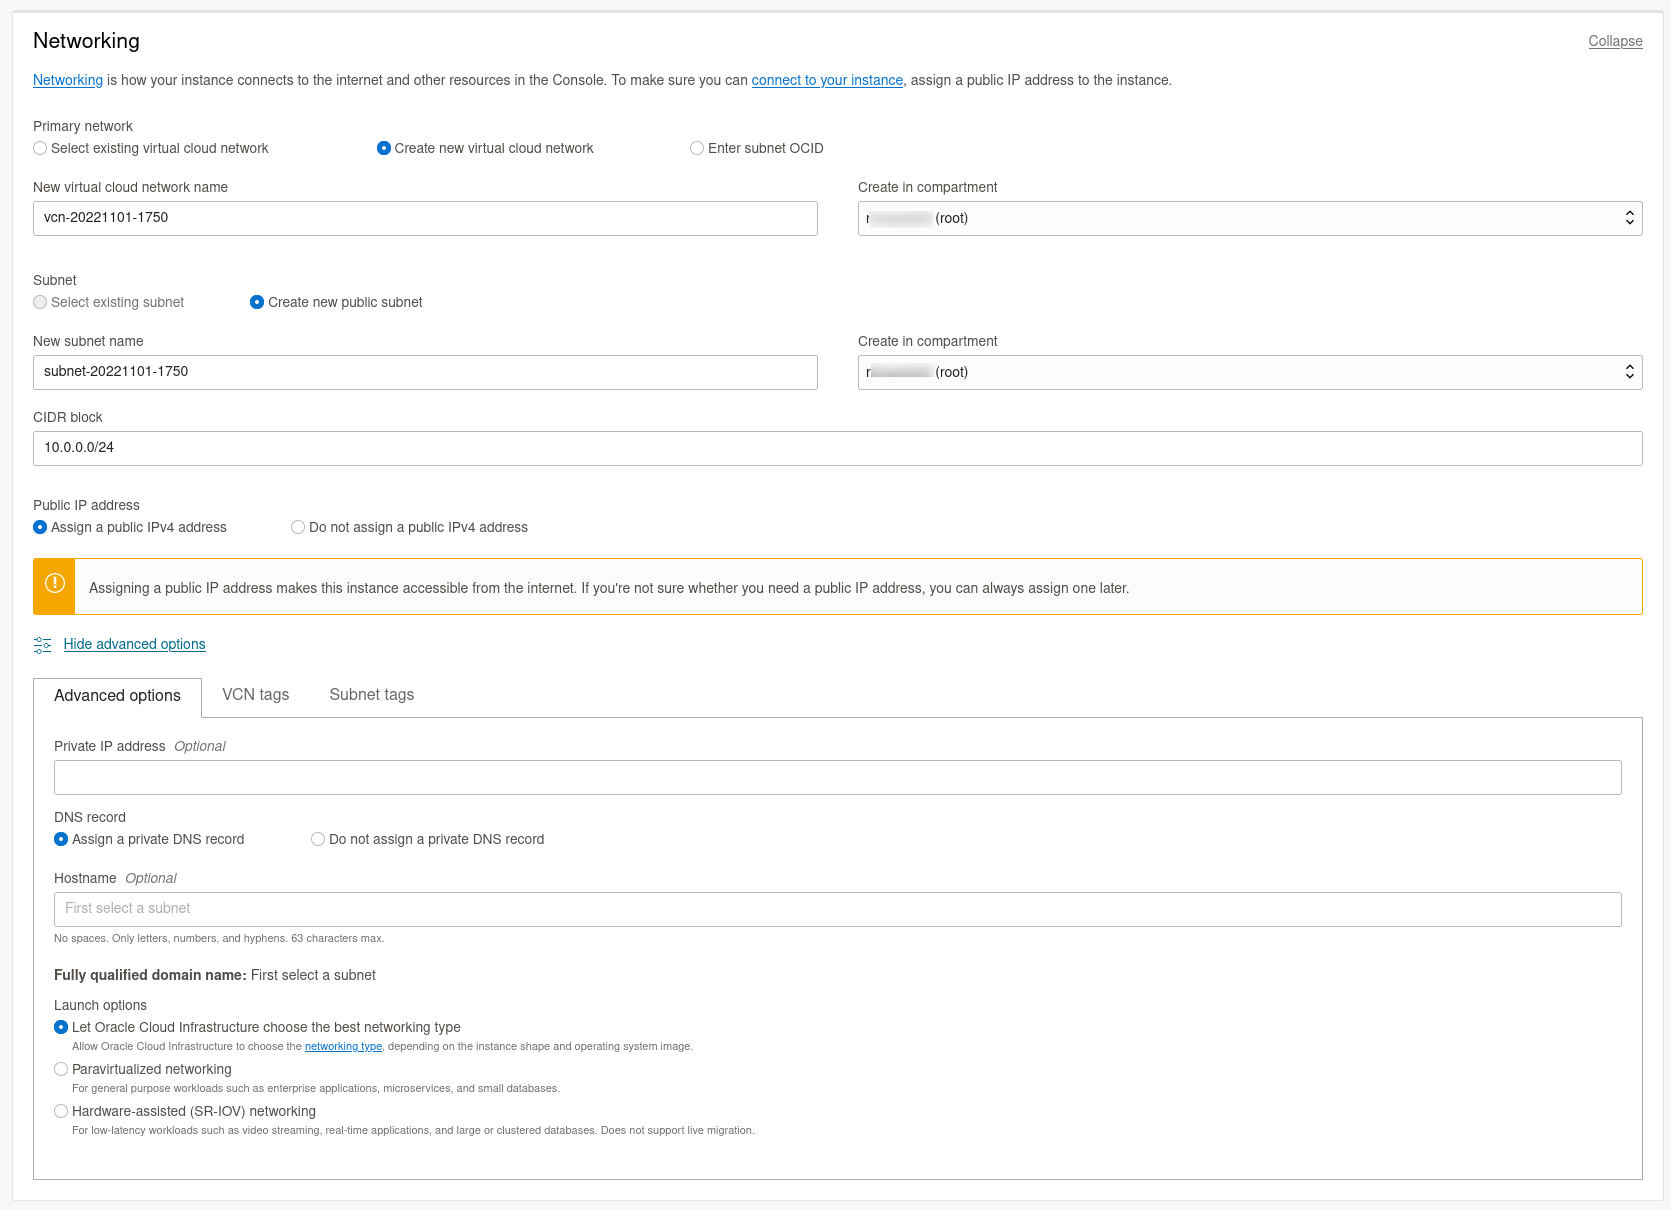 Networking
Collapse
Networking is how your instance connects to the internet and other resources in the Console. To make sure you can connect to your instance, assign a public IP address to the instance.
Primary network
Select existing virtual cloud network Create new virtual cloud network Enter subnet OCID
New virtual cloud network name Create in compartment
vcn-20221101-1750 (root)
Subnet
Select existing subnet Create new public subnet
New subnet name Create in compartment
subnet-20221101-1750 (root)
CIDR block
10.0.0.0/24
Public IP address
Assign a public IPv4 address Do not assign a public IPv4 address
Assigning a public IP address makes this instance accessible from the internet. If you're not sure whether you need a public IP address, you can always assign one later.
Hide advanced options
Advanced options VCN tags Subnet tags
Private IP address Optional
DNS record
Assign a private DNS record Do not assign a private DNS record
Hostname Optional
First select a subnet
No spaces. Only letters, numbers, and hyphens. 63 characters max.
Fully qualified domain name: First select a subnet
Launch options
Let Oracle Cloud Infrastructure choose the best networking type
Allow Oracle Cloud Infrastructure to choose the networking type, depending on the instance shape and operating system image.
Paravirtualized networking
For general purpose workloads such as enterprise applications, microservices, and small databases.
Hardware-assisted (SR-IOV) networking
For low-latency workloads such as video streaming, real-time applications, and large or clustered databases. Does not support live migration.